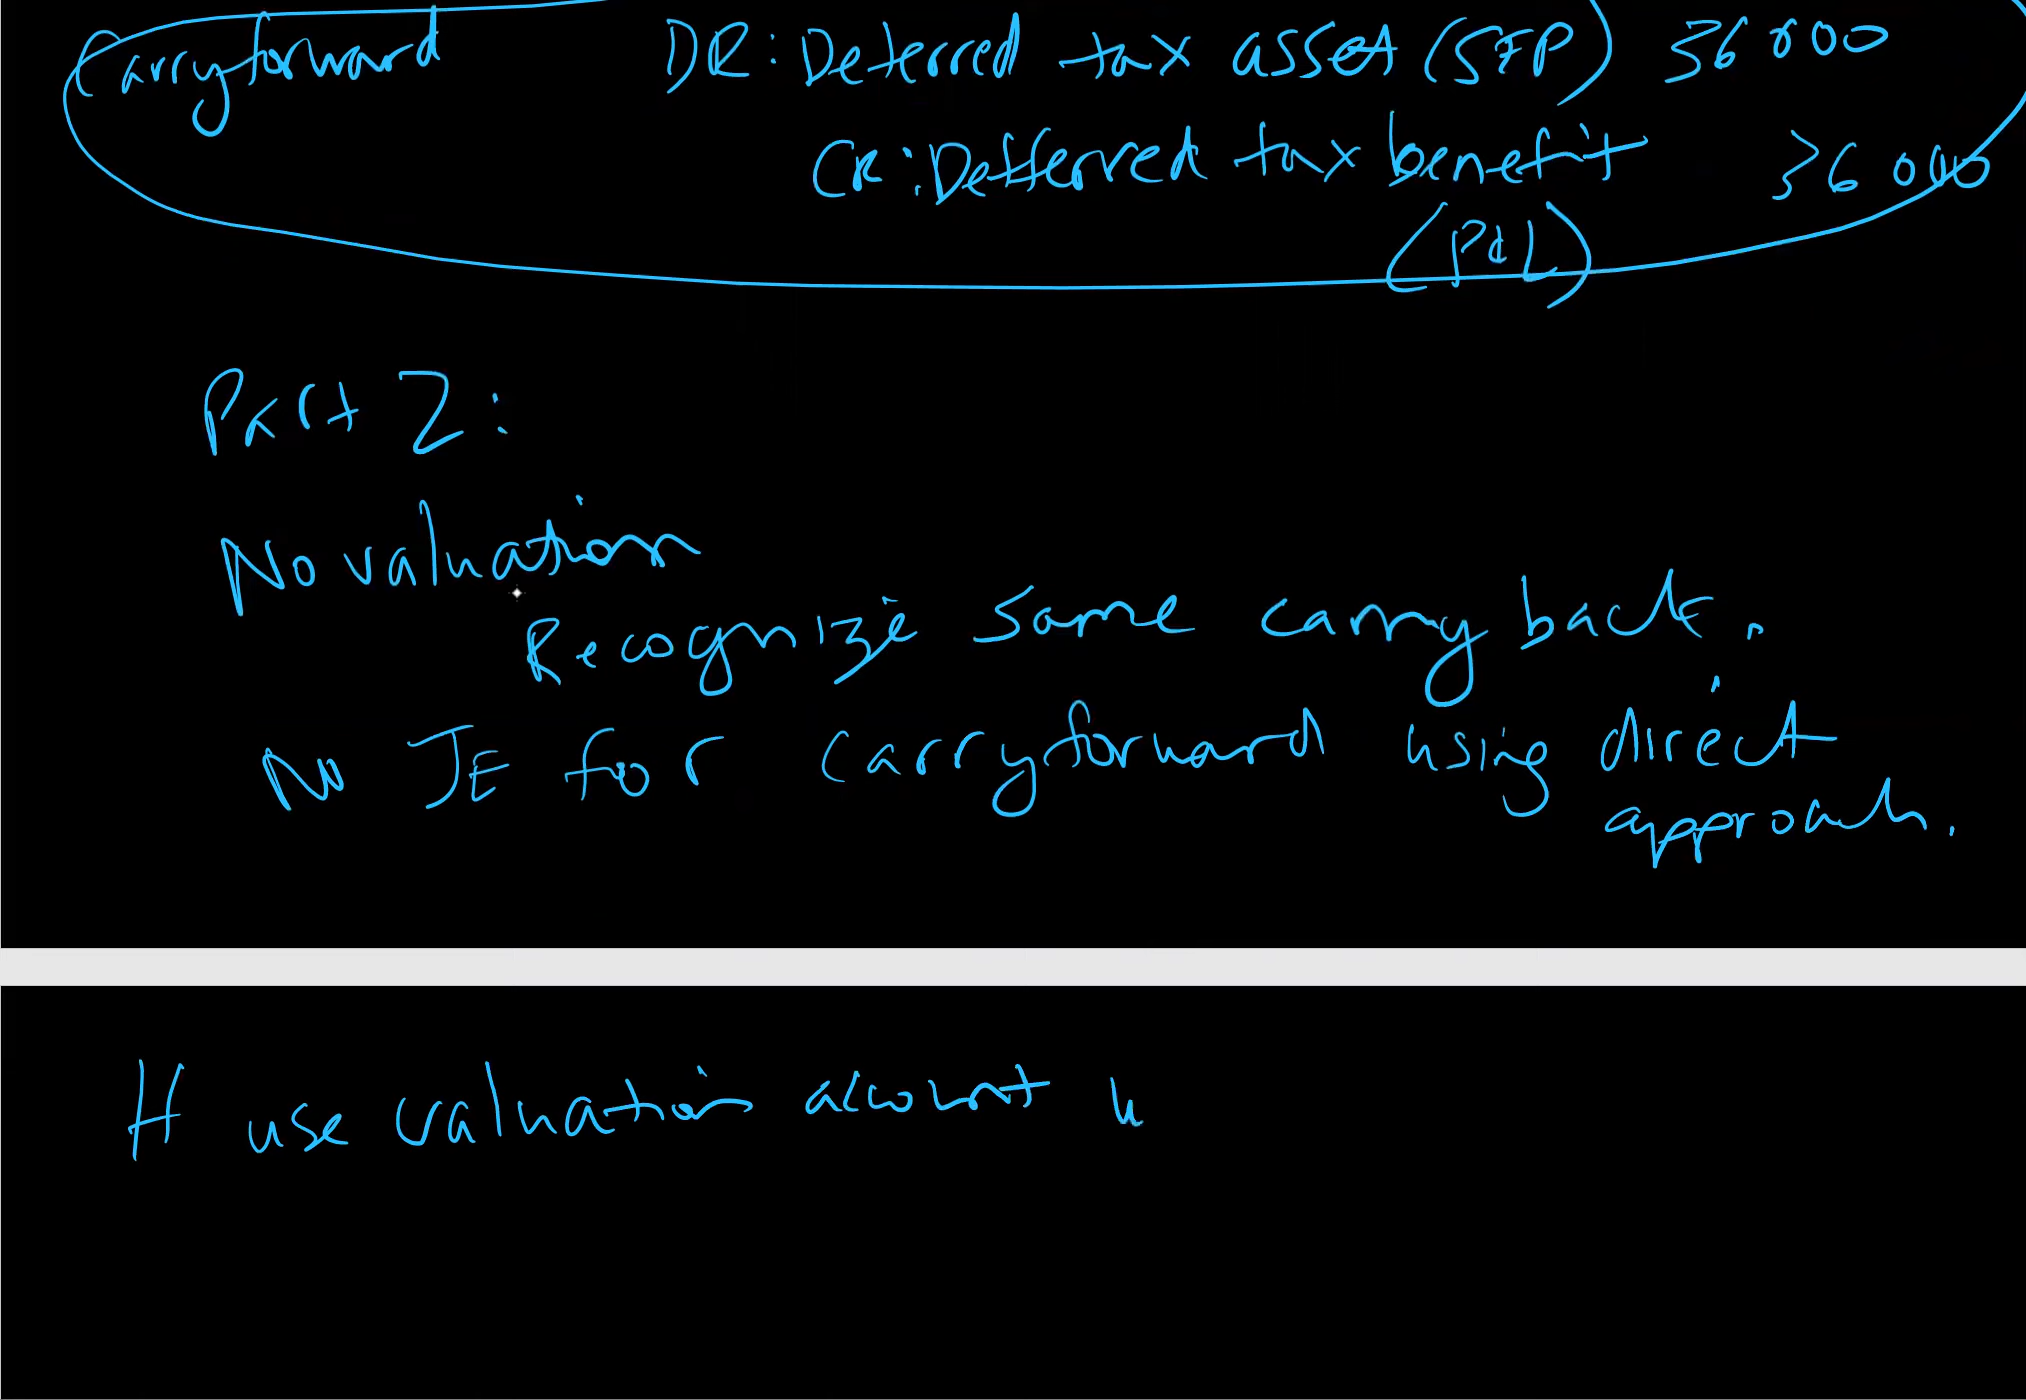 Carryforward DR: Deferred tax asset (SFP) 36 000
CR: Defferred tax benefit 36 000
(P&L)
Part 2:
No valuation
Recognize same carry back.
No JE for carryforward using direct
approach.
If use valuation account